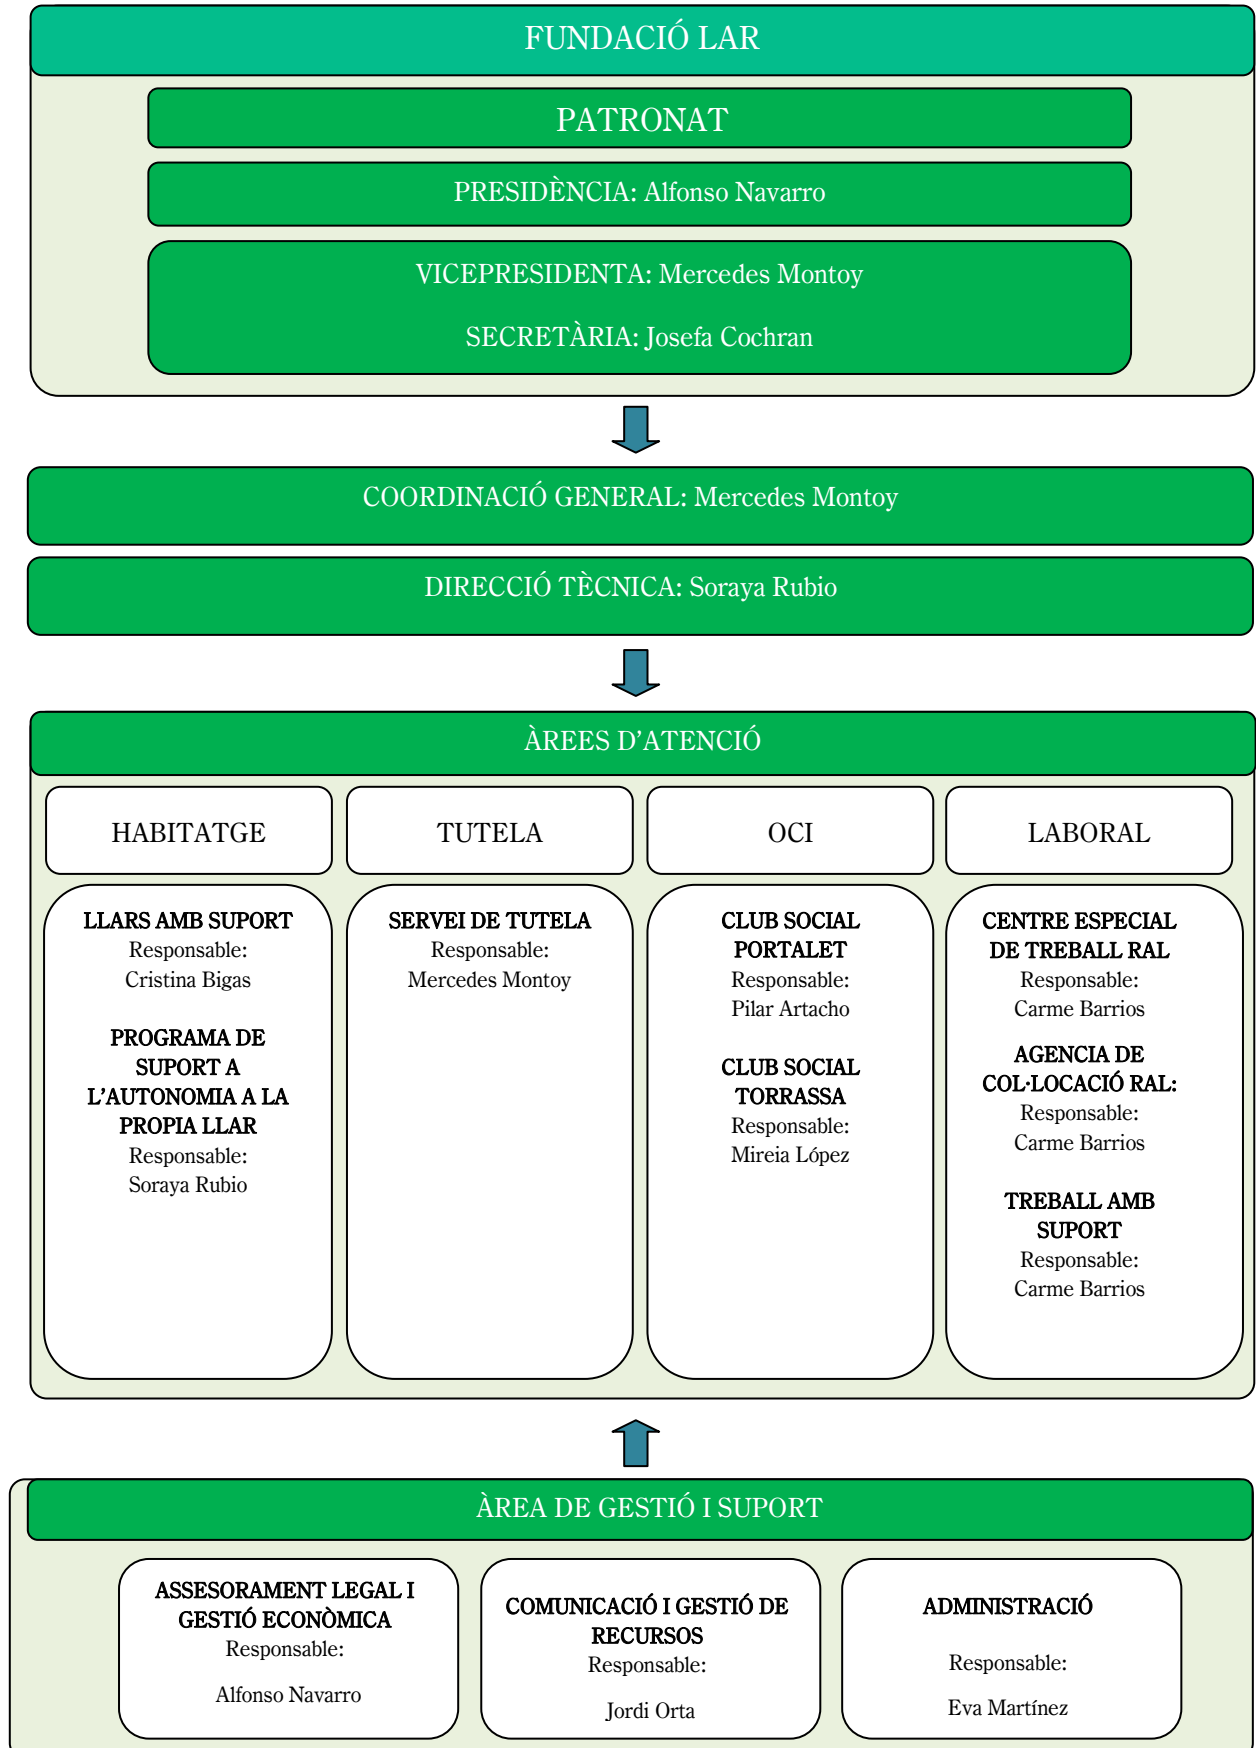 FUNDACIÓ LAR
PATRONAT
PRESIDÈNCIA: Alfonso Navarro
VICEPRESIDENTA: Mercedes Montoy
SECRETÀRIA: Josefa Cochran
COORDINACIÓ GENERAL: Mercedes Montoy
DIRECCIÓ TÈCNICA: Soraya Rubio
ÀREES D’ATENCIÓ
HABITATGE
LLARS AMB SUPORT
Responsable:
Cristina Bigas
PROGRAMA DE
SUPORT A
L’AUTONOMIA A LA
PROPIA LLAR
Responsable:
Soraya Rubio
TUTELA
SERVEI DE TUTELA
Responsable:
Mercedes Montoy
OCI
CLUB SOCIAL
PORTALET
Responsable:
Pilar Artacho
CLUB SOCIAL
TORRASSA
Responsable:
Mireia López
LABORAL
CENTRE ESPECIAL
DE TREBALL RAL
Responsable:
Carme Barrios
AGENCIA DE
COL·LOCACIÓ RAL:
Responsable:
Carme Barrios
TREBALL AMB
SUPORT
Responsable:
Carme Barrios
ÀREA DE GESTIÓ I SUPORT
ASSESORAMENT LEGAL I
GESTIÓ ECONÒMICA
Responsable:
Alfonso Navarro
COMUNICACIÓ I GESTIÓ DE
RECURSOS
Responsable:
Jordi Orta
ADMINISTRACIÓ
Responsable:
Eva Martínez